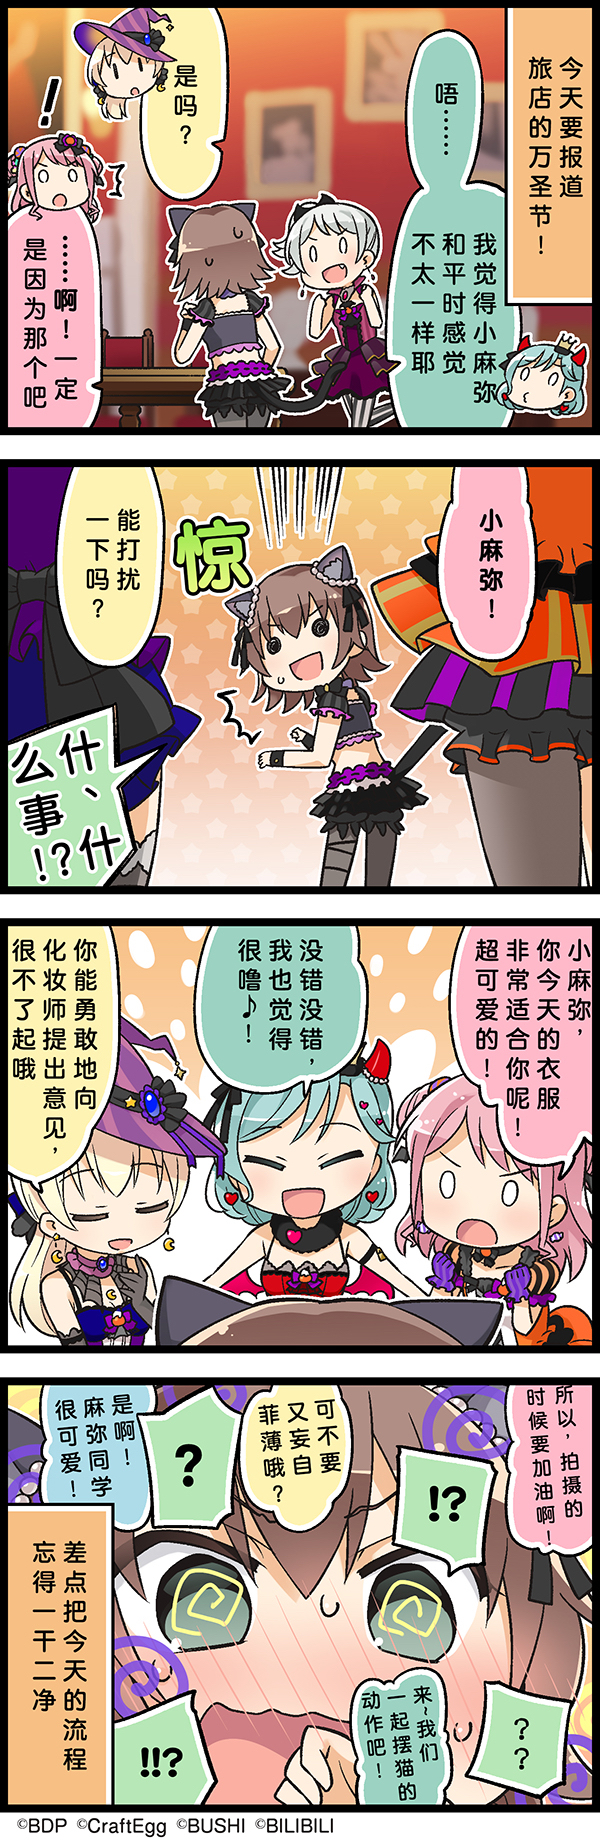 今天要报道
旅店的万圣节！
唔……
我觉得小麻弥
和平时感觉
不太一样耶
是吗？
！
……啊！一定
是因为那个吧
小麻弥！
惊
能打扰
一下吗？
什、什
么事！？
小麻弥，
你今天的衣服
非常适合你呢！
超可爱的！
没错没错，
我也觉得
很噜♪！
你能勇敢地向
化妆师提出意见，
很不了起哦
所以，拍摄的
时候要加油啊！
！？
可不要
又妄自
菲薄哦？
？
是啊！
麻弥同学
很可爱！
？？
来~我们
一起摆猫的
动作吧！
！！？
差点把今天的流程
忘得一干二净
©BDP ©CraftEgg ©BUSHI ©BILIBILI